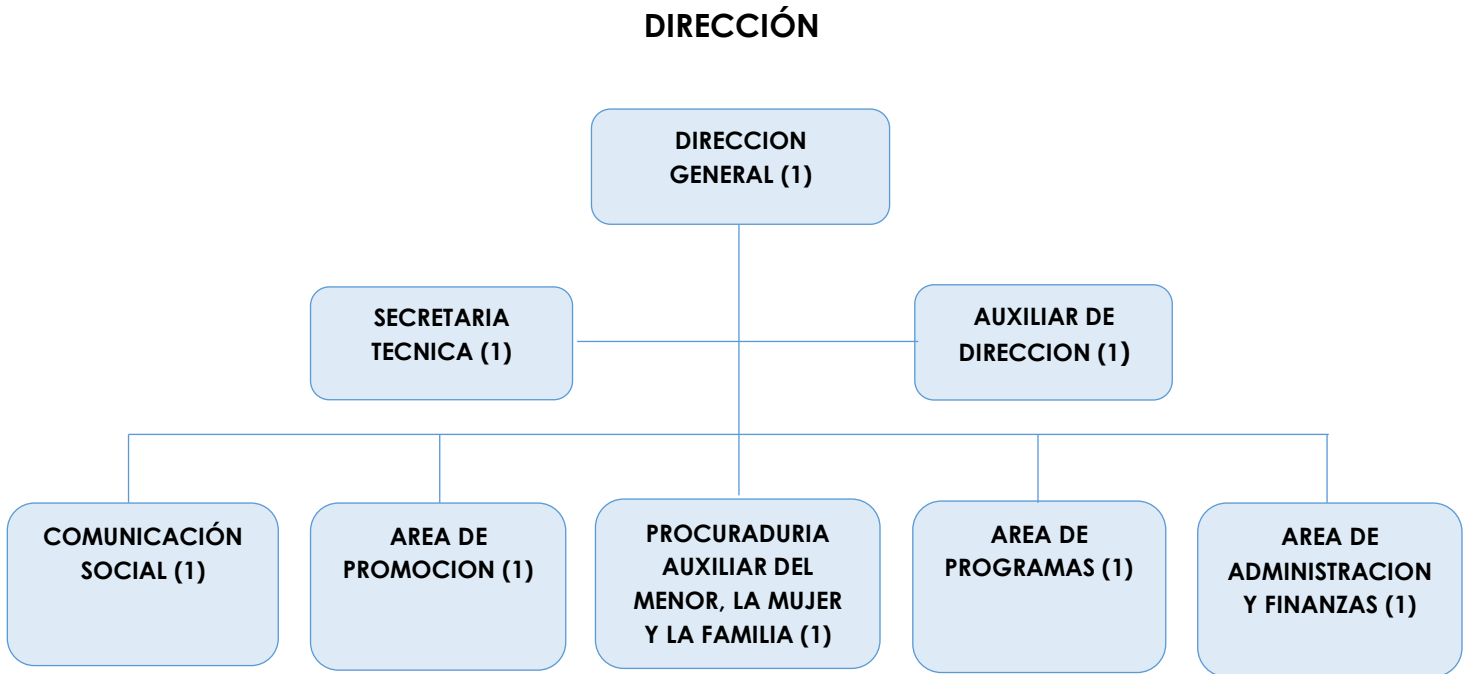 DIRECCIÓN
DIRECCION
GENERAL (1)
SECRETARIA
TECNICA (1)
AUXILIAR DE
DIRECCION (1)
COMUNICACIÓN
SOCIAL (1)
AREA DE
PROMOCION (1)
PROCURADURIA
AUXILIAR DEL
MENOR, LA MUJER
Y LA FAMILIA (1)
AREA DE
PROGRAMAS (1)
AREA DE
ADMINISTRACION
Y FINANZAS (1)